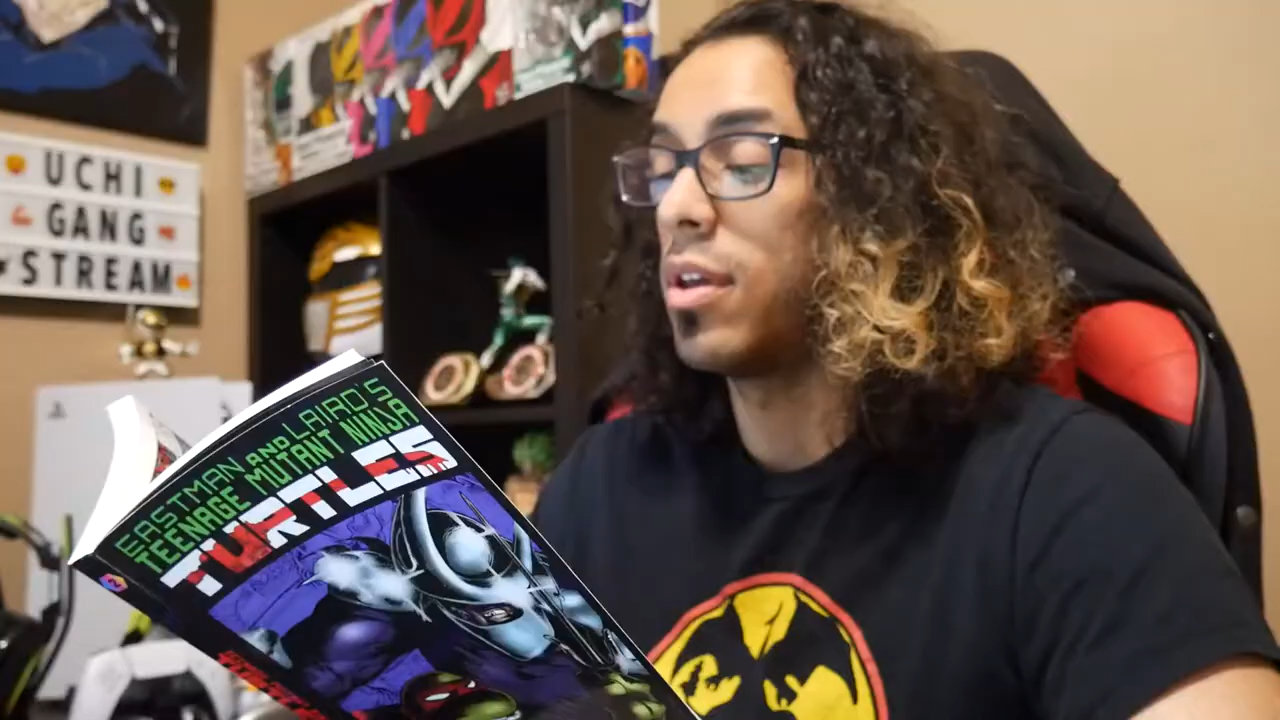 UCHI
GANG
STREAM
EASTMAN AND LAIRD'S
TEENAGE MUTANT NINJA
TURTLES